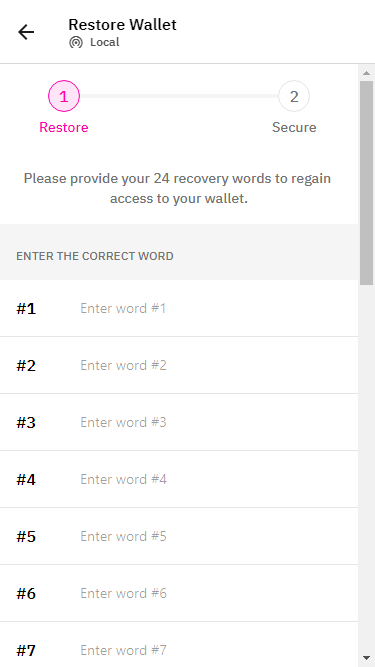 Restore Wallet
Local
1
2
Restore
Secure
Please provide your 24 recovery words to regain
access to your wallet.
ENTER THE CORRECT WORD
#1 Enter word #1
#2 Enter word #2
#3 Enter word #3
#4 Enter word #4
#5 Enter word #5
#6 Enter word #6
#7 Enter word #7